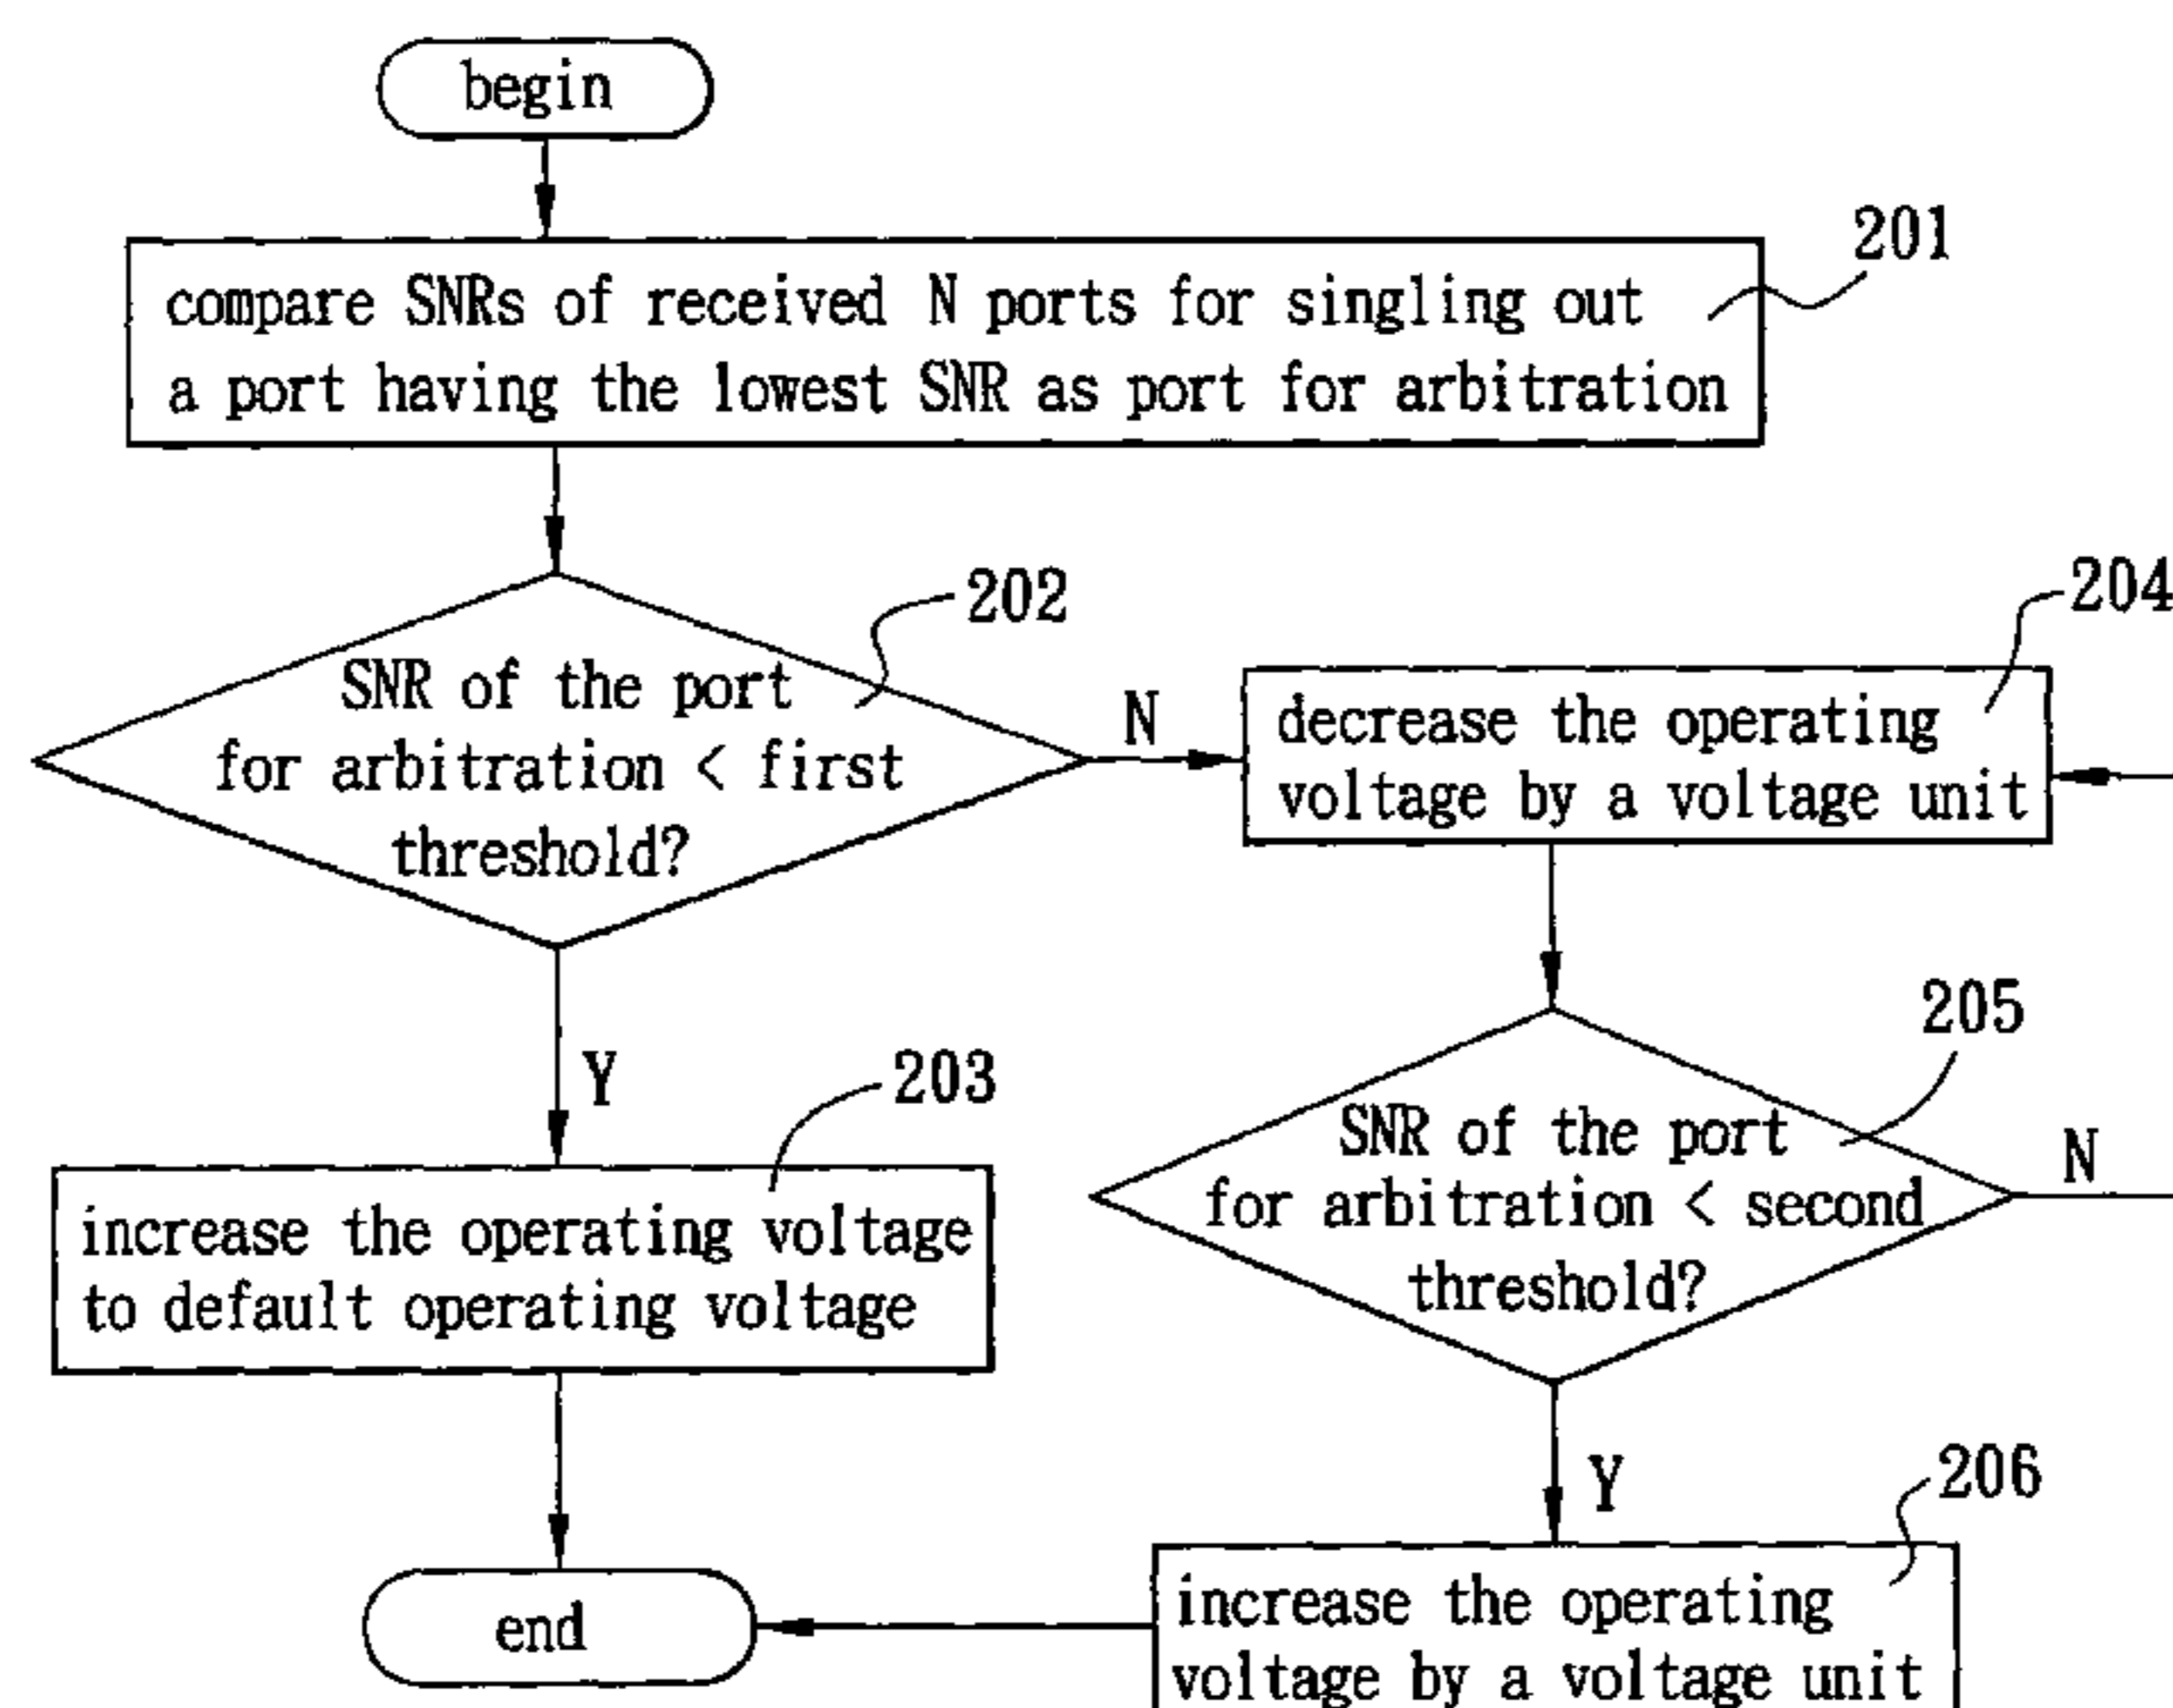 begin
201
compare SNRs of received N ports for singling out
a port having the lowest SNR as port for arbitration
202
SNR of the port
for arbitration < first
threshold?
N
204
decrease the operating
voltage by a voltage unit
Y
203
increase the operating voltage
to default operating voltage
205
SNR of the port
for arbitration < second
threshold?
N
Y
206
increase the operating
voltage by a voltage unit
end